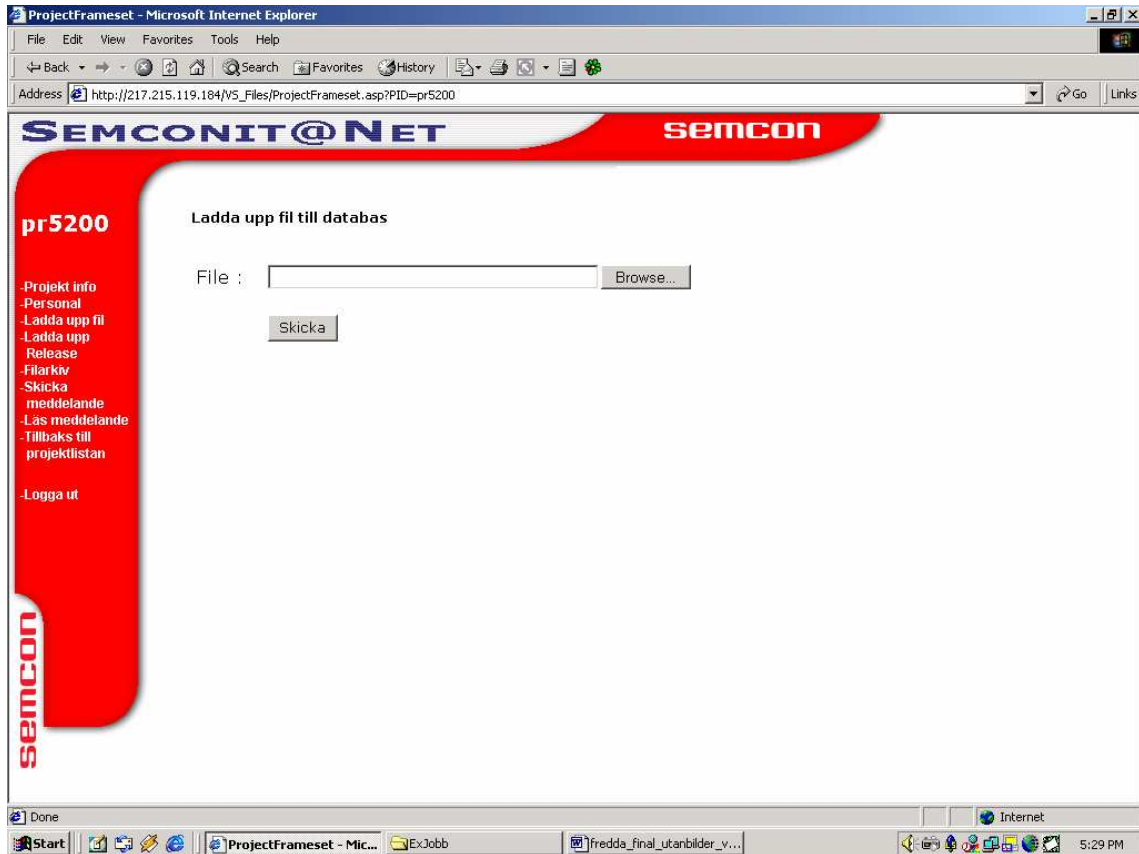 ProjectFrameset - Microsoft Internet Explorer
File Edit View Favorites Tools Help
Back Search Favorites History
Address http://217.215.119.184/VS_Files/ProjectFrameset.asp?PID=pr5200 Go Links
SEMCONIT@NET semcon
pr5200
-Projekt info
-Personal
-Ladda upp fil
-Ladda upp
Release
-Filarkiv
-Skicka
meddelande
-Läs meddelande
-Tillbaks till
projektlistan
-Logga ut
semcon
Ladda upp fil till databas
File : Browse...
Skicka
Done Internet
Start ProjectFrameset - Mic... ExJobb fredda_final_utanbilder_v... 5:29 PM